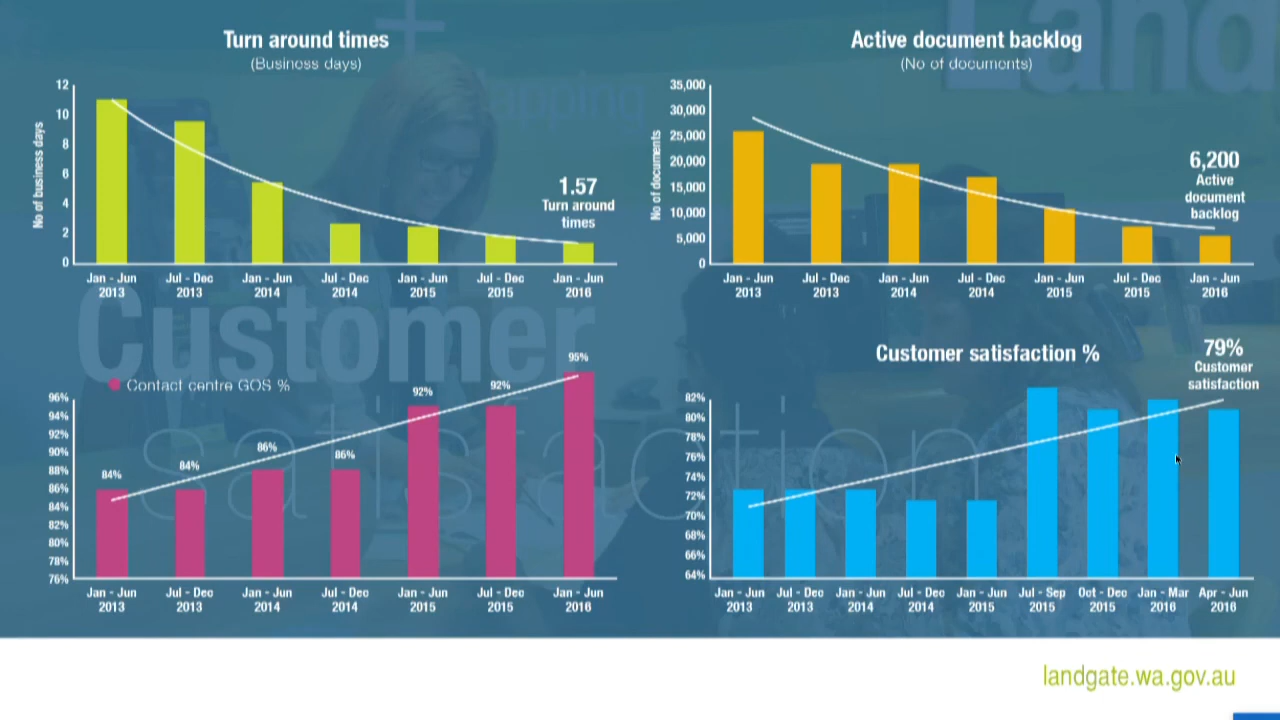 Turn around times
(Business days)
No of business days
12
10
8
6
4
2
0
1.57
Turn around
times
Jan - Jun
2013
Jul - Dec
2013
Jan - Jun
2014
Jul - Dec
2014
Jan - Jun
2015
Jul - Dec
2015
Jan - Jun
2016
Active document backlog
(No of documents)
No of documents
35,000
30,000
25,000
20,000
15,000
10,000
5,000
0
6,200
Active
document
backlog
Jan - Jun
2013
Jul - Dec
2013
Jan - Jun
2014
Jul - Dec
2014
Jan - Jun
2015
Jul - Dec
2015
Jan - Jun
2016
Land
apping
Customer
satisfaction
Contact centre GOS %
96%
94%
92%
90%
88%
86%
84%
82%
80%
78%
76%
84%
84%
86%
86%
92%
92%
95%
Jan - Jun
2013
Jul - Dec
2013
Jan - Jun
2014
Jul - Dec
2014
Jan - Jun
2015
Jul - Dec
2015
Jan - Jun
2016
Customer satisfaction %
79%
Customer
satisfaction
82%
80%
78%
76%
74%
72%
70%
68%
66%
64%
Jan - Jun
2013
Jul - Dec
2013
Jan - Jun
2014
Jul - Dec
2014
Jan - Jun
2015
Jul - Sep
2015
Oct - Dec
2015
Jan - Mar
2016
Apr - Jun
2016
landgate.wa.gov.au